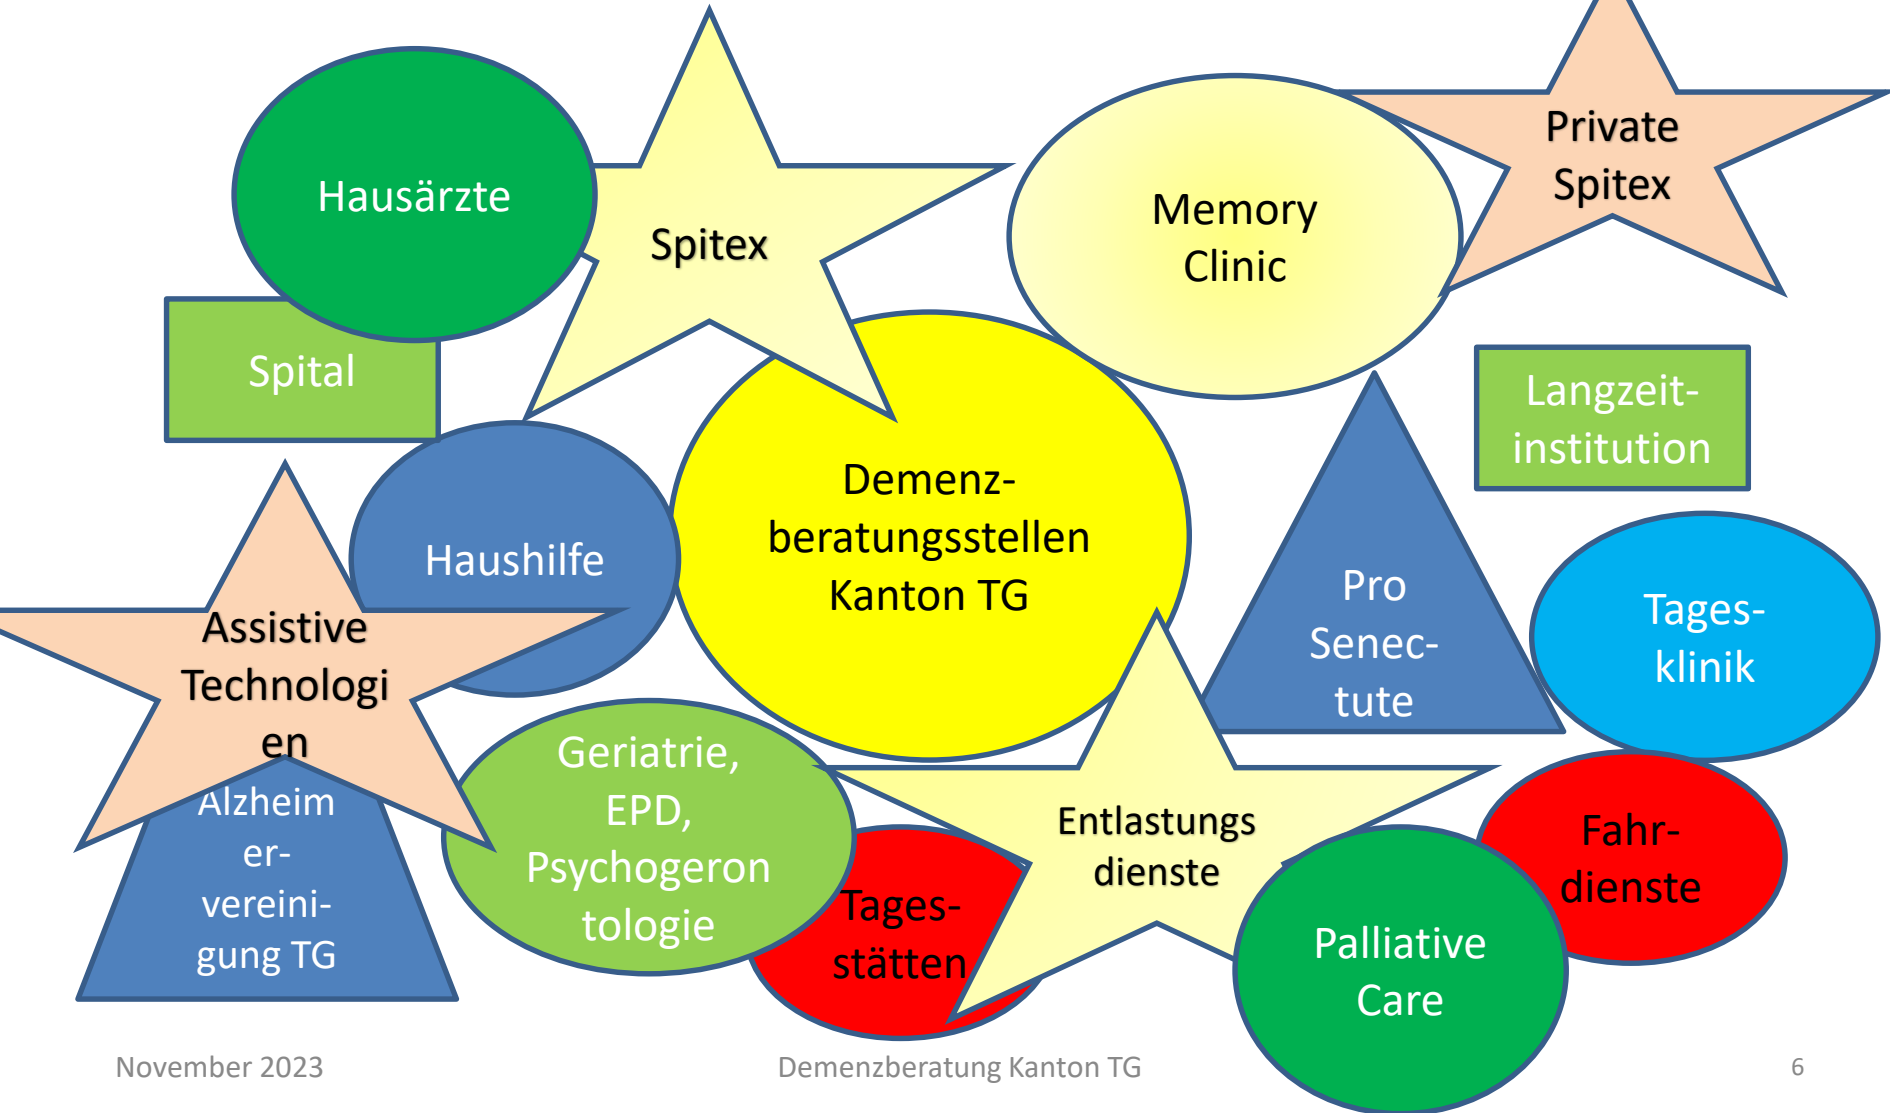 Hausärzte
Spitex
Memory
Clinic
Private
Spitex
Spital
Langzeit-
institution
Demenz-
beratungsstellen
Kanton TG
Haushilfe
Pro
Senec-
tute
Tages-
klinik
Assistive
Technologi
en
Geriatrie,
EPD,
Psychogeron
tologie
Alzheim
er-
vereini-
gung TG
Entlastungs
dienste
Fahr-
dienste
Tages-
stätten
Palliative
Care
November 2023
Demenzberatung Kanton TG
6